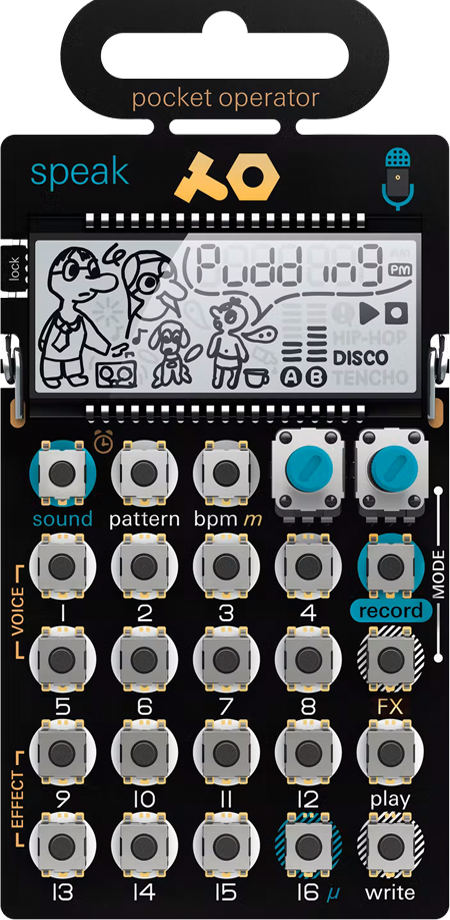 pocket operator
speak
lock
Pudding
PM
HIP-HOP
DISCO
A B
TENCHO
sound
pattern
bpm m
1
2
3
4
record
MODE
VOICE
5
6
7
8
FX
9
10
11
12
play
EFFECT
13
14
15
16 μ
write